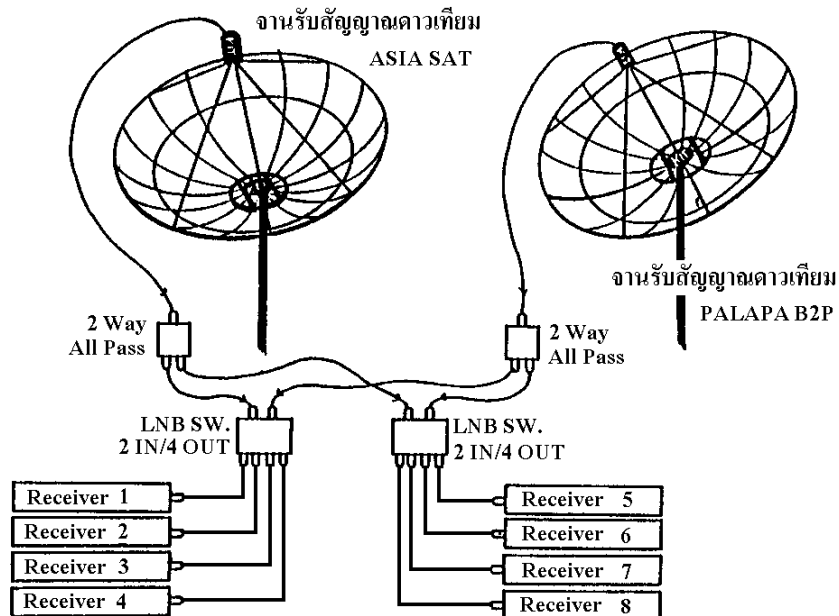 จานรับสัญญาณดาวเทียม
ASIA SAT
จานรับสัญญาณดาวเทียม
PALAPA B2P
2 Way
All Pass
2 Way
All Pass
LNB SW.
2 IN/4 OUT
LNB SW.
2 IN/4 OUT
Receiver 1
Receiver 2
Receiver 3
Receiver 4
Receiver 5
Receiver 6
Receiver 7
Receiver 8